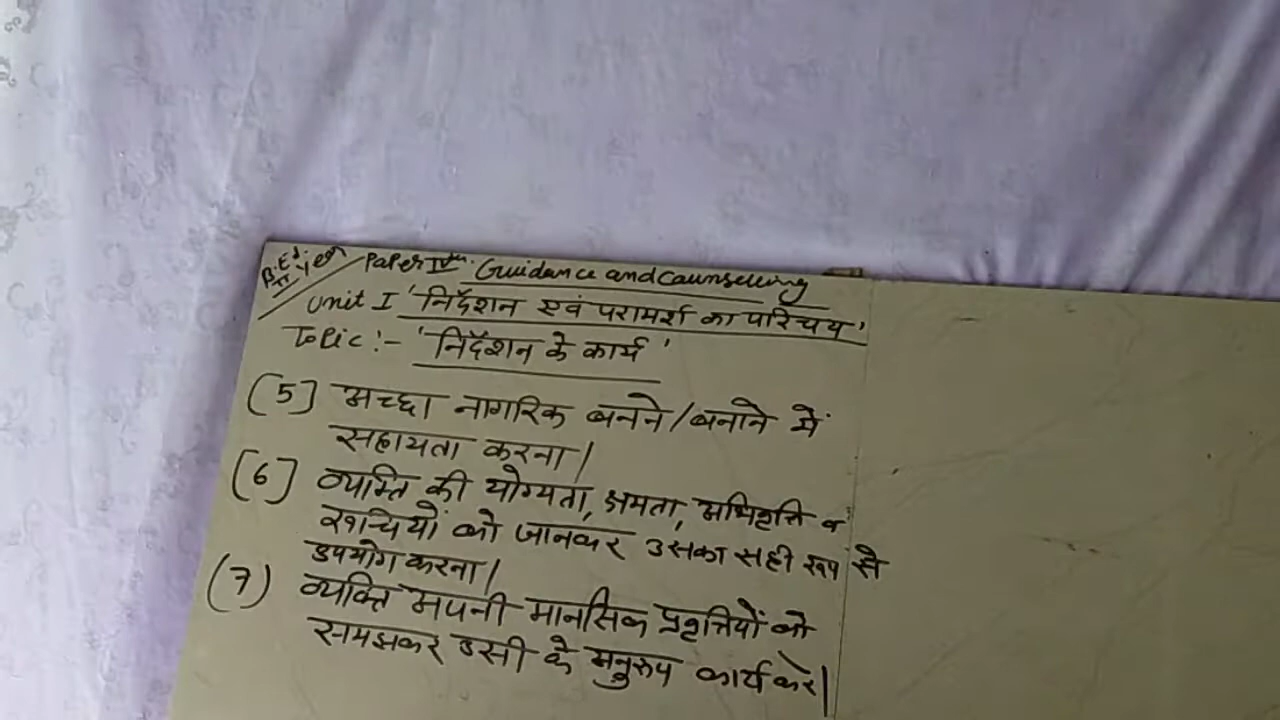 B.Ed. IInd Year Paper IVth. Guidance and Counselling
Unit I 'निर्देशन एवं परामर्श का परिचय'
Topic :- 'निर्देशन के कार्य'
(5) अच्छा नागरिक बनने/बनाने में
सहायता करना।
(6) व्यक्ति की योग्यता, क्षमता, अभिवृत्ति व
रुचियों को जानकर उसका सही रूप से
उपयोग करना।
(7) व्यक्ति अपनी मानसिक प्रवृत्तियों को
समझकर उसी के अनुरुप कार्य करे।